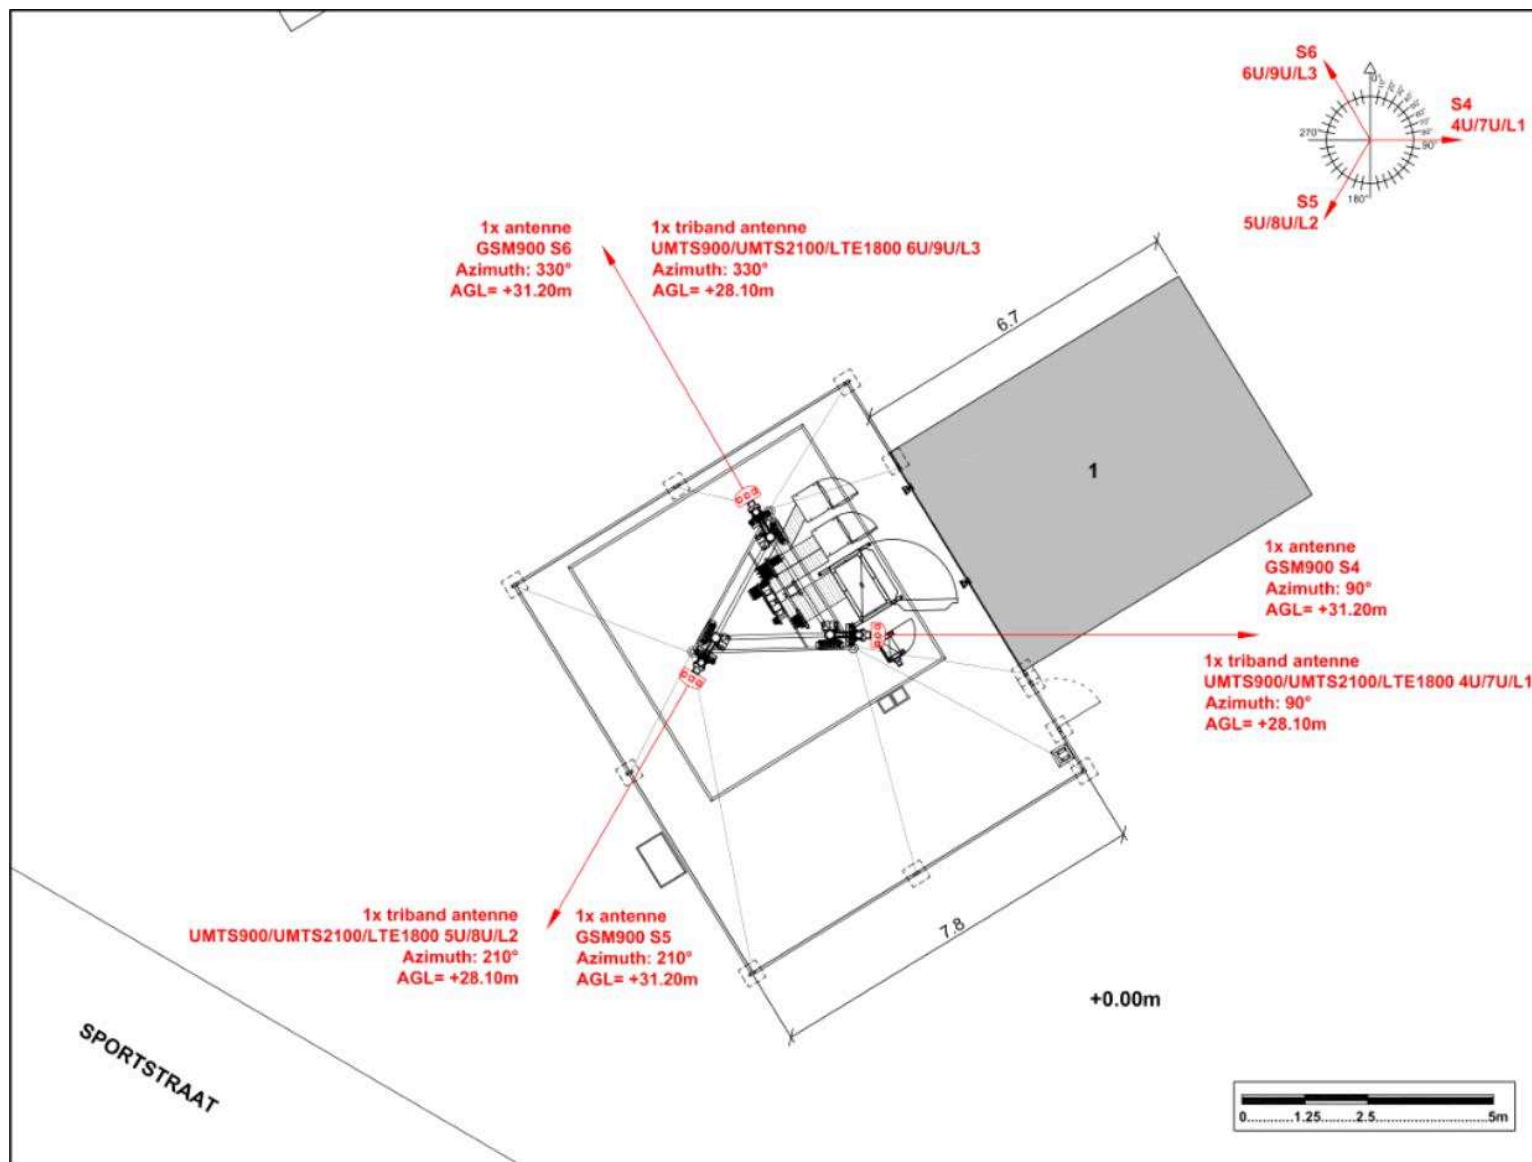 S6
6U/9U/L3
S4
4U/7U/L1
0°
270°
90°
180°
S5
5U/8U/L2
1x antenne
GSM900 S6
Azimuth: 330°
AGL= +31.20m
1x triband antenne
UMTS900/UMTS2100/LTE1800 6U/9U/L3
Azimuth: 330°
AGL= +28.10m
6.7
1
1x antenne
GSM900 S4
Azimuth: 90°
AGL= +31.20m
1x triband antenne
UMTS900/UMTS2100/LTE1800 4U/7U/L1
Azimuth: 90°
AGL= +28.10m
1x triband antenne
UMTS900/UMTS2100/LTE1800 5U/8U/L2
Azimuth: 210°
AGL= +28.10m
1x antenne
GSM900 S5
Azimuth: 210°
AGL= +31.20m
7.8
+0.00m
SPORTSTRAAT
0............1.25.......2.5.......................5m